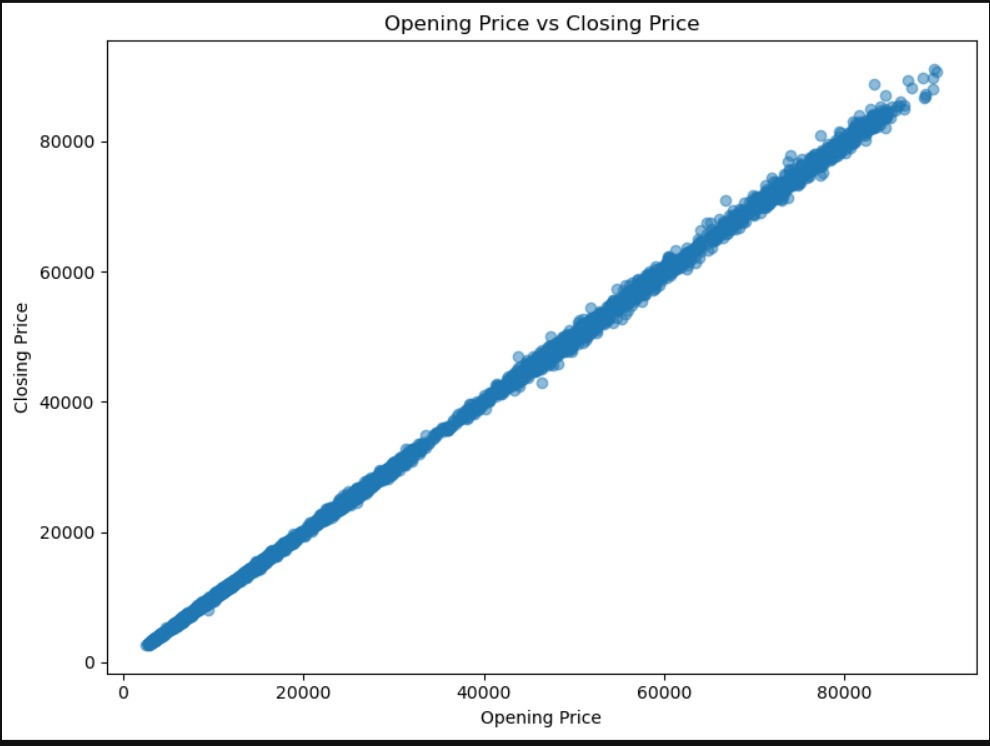 Opening Price vs Closing Price
80000
60000
40000
20000
0
Closing Price
0 20000 40000 60000 80000
Opening Price